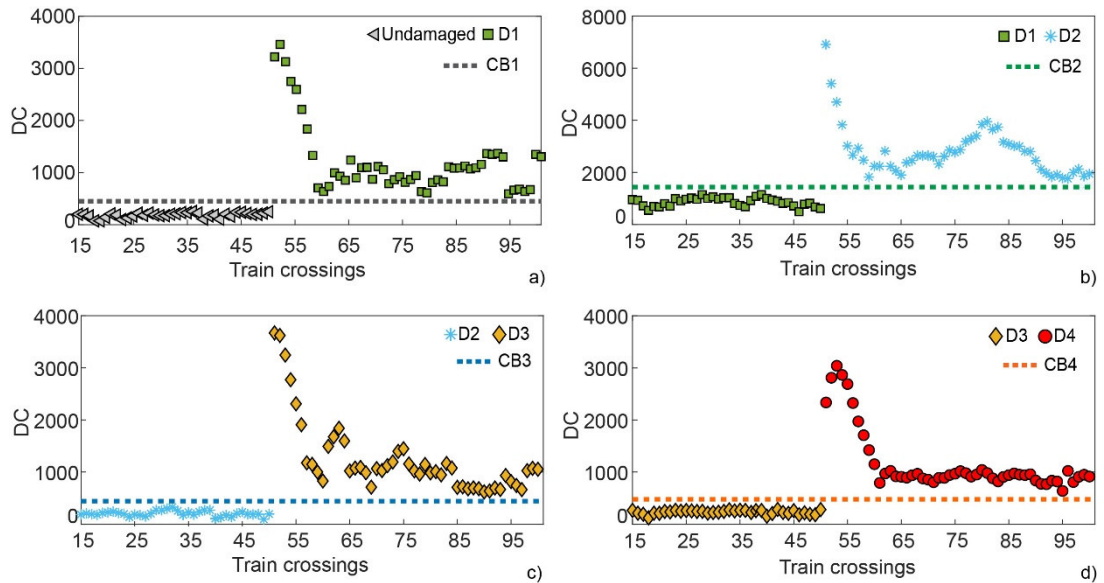 4000
3000
2000
1000
0
DC
Undamaged D1
CB1
15 25 35 45 55 65 75 85 95
Train crossings
a)
8000
6000
4000
2000
0
DC
D1 D2
CB2
15 25 35 45 55 65 75 85 95
Train crossings
b)
4000
3000
2000
1000
0
DC
D2 D3
CB3
15 25 35 45 55 65 75 85 95
Train crossings
c)
4000
3000
2000
1000
0
DC
D3 D4
CB4
15 25 35 45 55 65 75 85 95
Train crossings
d)